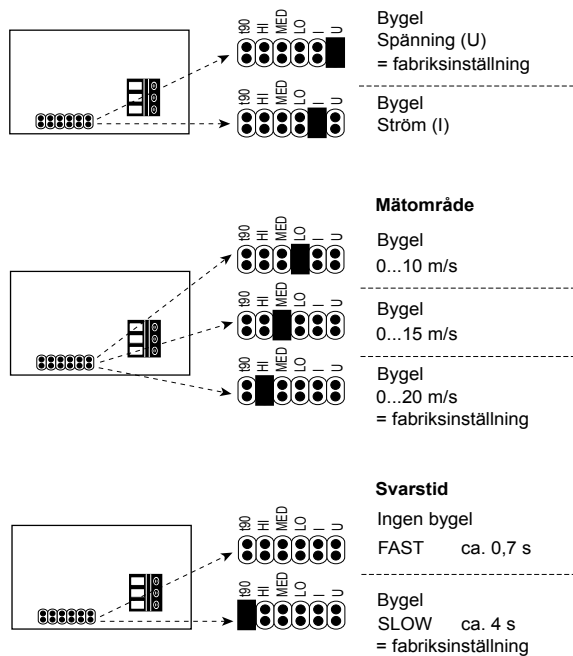 t90 HI MED LO I U
Bygel
Spänning (U)
= fabriksinställning
t90 HI MED LO I U
Bygel
Ström (I)
Mätområde
t90 HI MED LO I U
Bygel
0...10 m/s
t90 HI MED LO I U
Bygel
0...15 m/s
t90 HI MED LO I U
Bygel
0...20 m/s
= fabriksinställning
Svarstid
t90 HI MED LO I U
Ingen bygel
FAST ca. 0,7 s
t90 HI MED LO I U
Bygel
SLOW ca. 4 s
= fabriksinställning